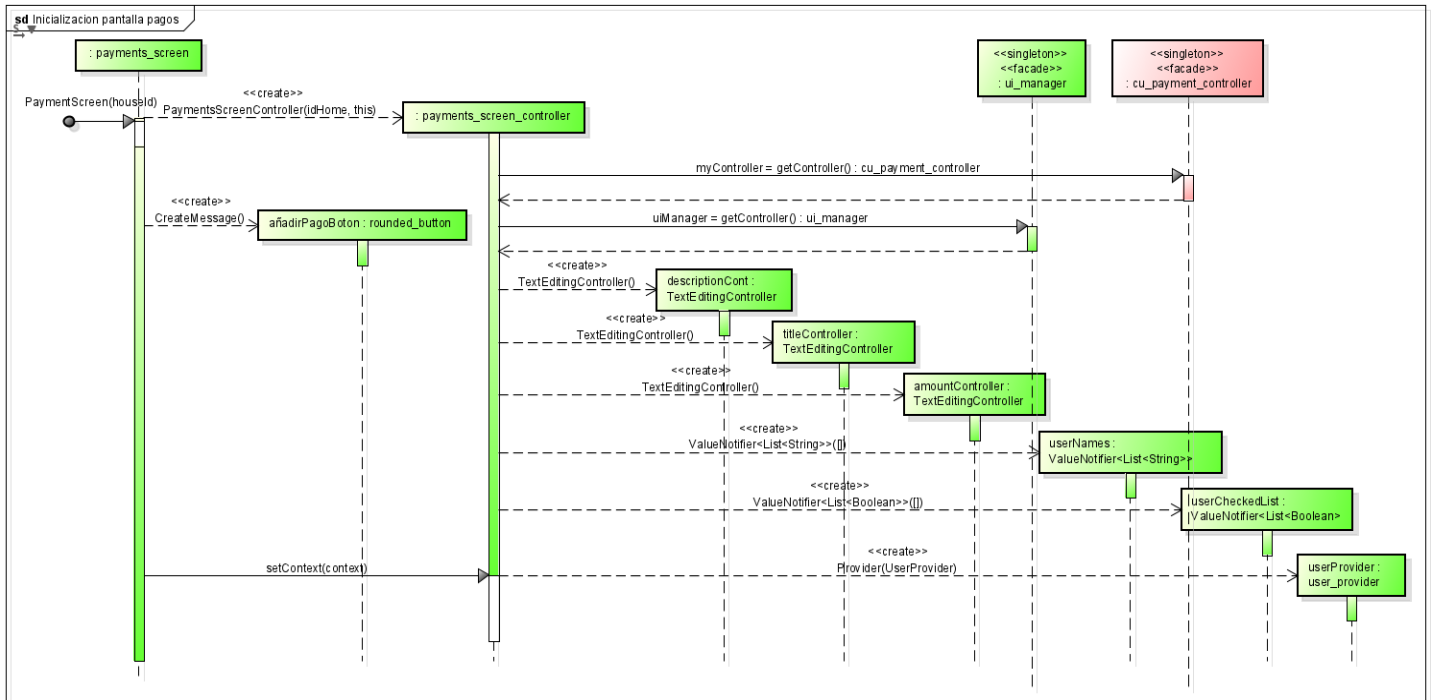 sd Inicializacion pantalla pagos
: payments_screen
<<singleton>>
<<facade>>
: ui_manager
<<singleton>>
<<facade>>
: cu_payment_controller
PaymentScreen(houseId)
<<create>>
PaymentsScreenController(idHome, this)
: payments_screen_controller
myController = getController() : cu_payment_controller
<<create>>
CreateMessage()
añadirPagoBoton : rounded_button
uiManager = getController() : ui_manager
<<create>>
TextEditingController()
descriptionCont :
TextEditingController
<<create>>
TextEditingController()
titleController :
TextEditingController
<<create>>
TextEditingController()
amountController :
TextEditingController
<<create>>
ValueNotifier<List<String>>([])
userNames :
ValueNotifier<List<String>>
<<create>>
ValueNotifier<List<Boolean>>([])
userCheckedList :
ValueNotifier<List<Boolean>
<<create>>
Provider(UserProvider)
setContext(context)
userProvider :
user_provider